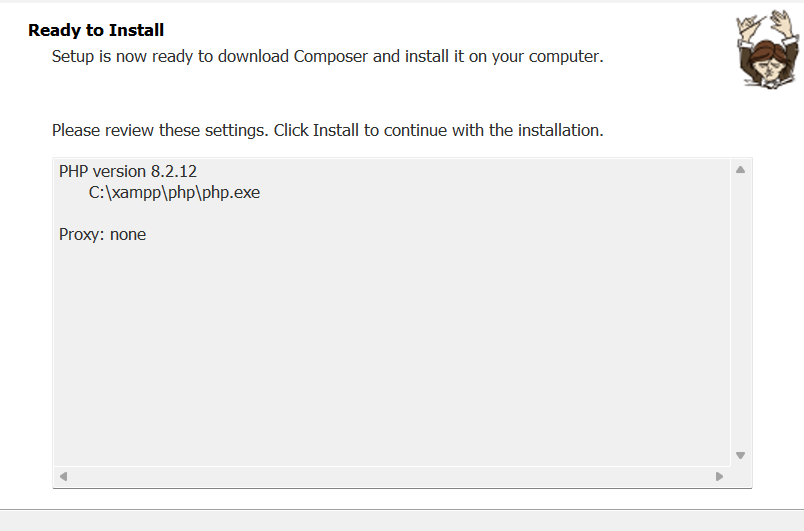 Ready to Install
Setup is now ready to download Composer and install it on your computer.
Please review these settings. Click Install to continue with the installation.
PHP version 8.2.12
C:\xampp\php\php.exe
Proxy: none